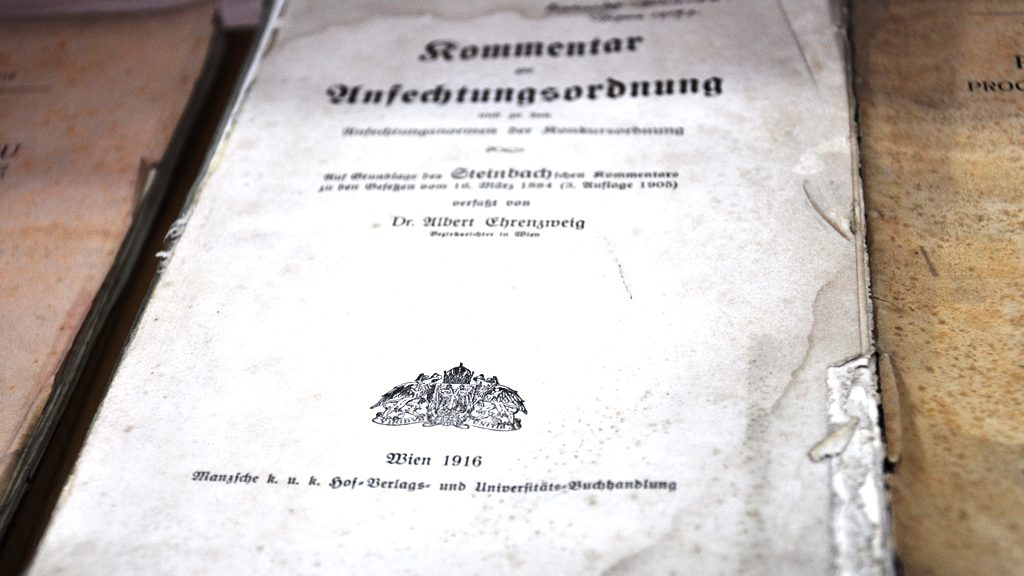 Kommentar
zur
Anfechtungsordnung
und zu den
Anfechtungsnormen der Konkursordnung
Auf Grundlage des Steinbachschen Kommentars
zu den Gesetzen vom 16. März 1884 (3. Auflage 1905)
verfaßt von
Dr. Albert Ehrenzweig
Bezirksrichter in Wien
Wien 1916
Manzsche k. u. k. Hof-Verlags- und Universitäts-Buchhandlung
PROC